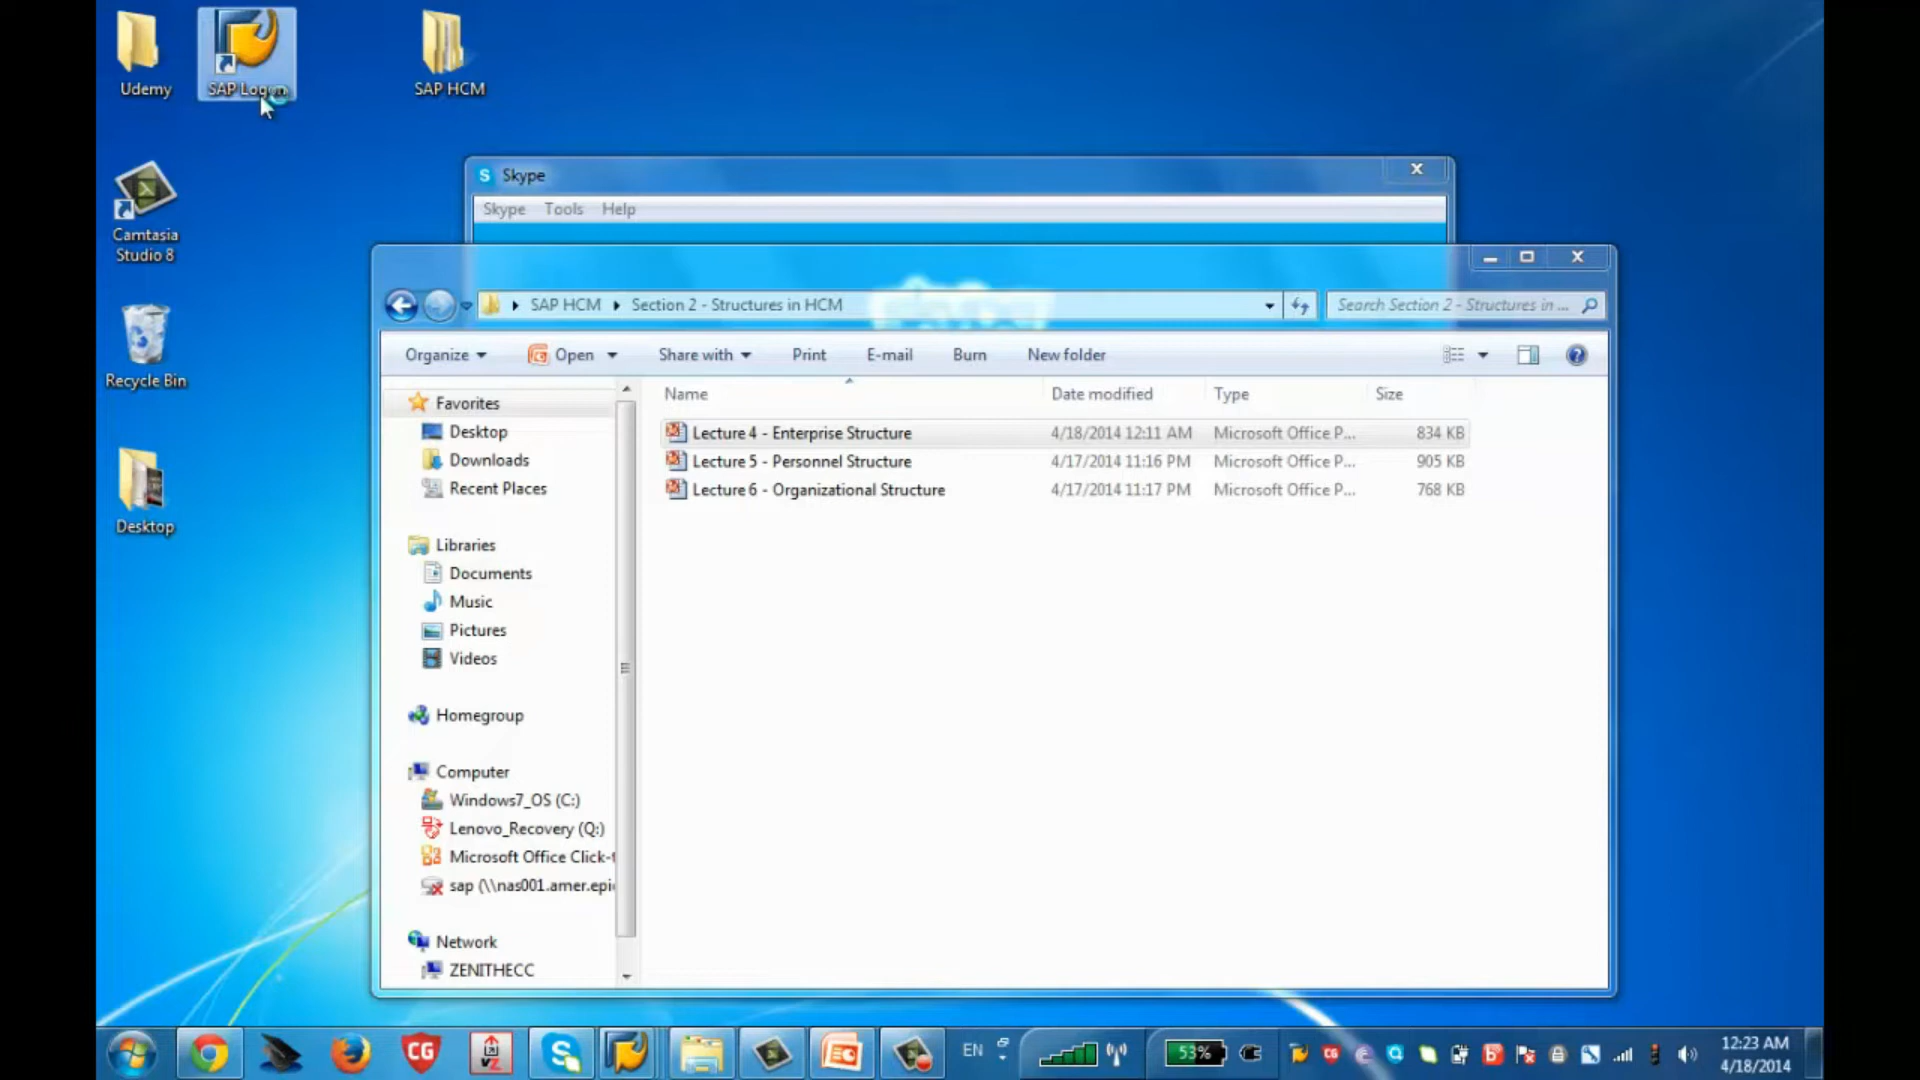 Udemy
SAP Logon
SAP HCM
Camtasia
Studio 8
Recycle Bin
Desktop
Skype
Skype Tools Help
SAP HCM Section 2 - Structures in HCM
Search Section 2 - Structures in ...
Organize Open Share with Print E-mail Burn New folder
Name Date modified Type Size
Lecture 4 - Enterprise Structure 4/18/2014 12:11 AM Microsoft Office P... 834 KB
Lecture 5 - Personnel Structure 4/17/2014 11:16 PM Microsoft Office P... 905 KB
Lecture 6 - Organizational Structure 4/17/2014 11:17 PM Microsoft Office P... 768 KB
Favorites
Desktop
Downloads
Recent Places
Libraries
Documents
Music
Pictures
Videos
Homegroup
Computer
Windows7_OS (C:)
Lenovo_Recovery (Q:)
Microsoft Office Click-t
sap (\\nas001.amer.epi
Network
ZENITHECC
CG
EN
53%
12:23 AM
4/18/2014